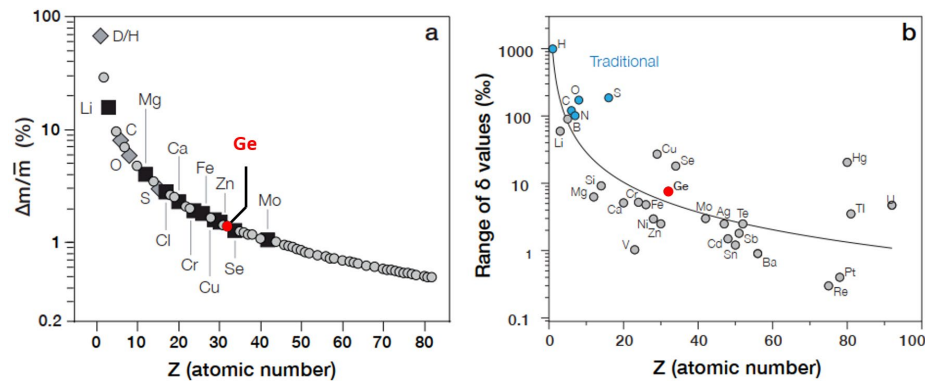 a
100
10
1
0.2
Δm/m̄ (%)
D/H
Li
Mg
C
O
S
Ca
Fe
Zn
Ge
Mo
Cl
Cr
Cu
Se
0 10 20 30 40 50 60 70 80
Z (atomic number)
b
1000
100
10
1
0.1
Range of δ values (‰)
H
Traditional
O
S
C
N
B
Li
Cu
Se
Hg
Si
Ge
Mg
Cr
Ca
Fe
Mo
Ag
Te
Tl
U
Ni
Zn
Sb
Cd
Sn
V
Ba
Pt
Re
0 20 40 60 80 100
Z (atomic number)